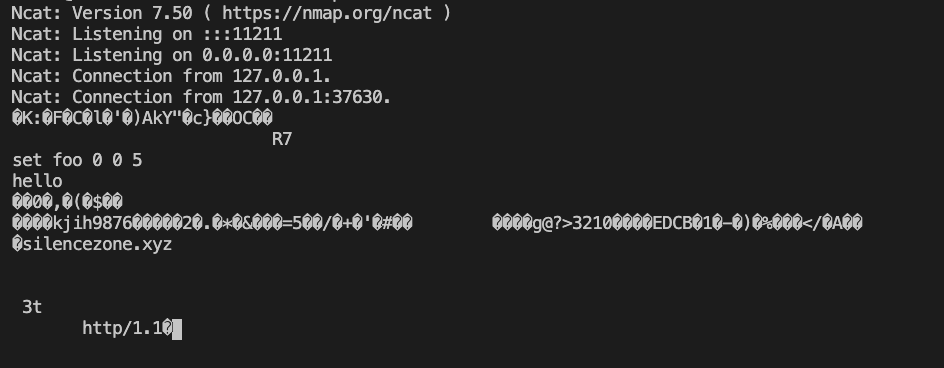 Ncat: Version 7.50 ( https://nmap.org/ncat )
Ncat: Listening on :::11211
Ncat: Listening on 0.0.0.0:11211
Ncat: Connection from 127.0.0.1.
Ncat: Connection from 127.0.0.1:37630.
�K:�F�C�l�'�)AkY"�c}��OC��
R7
set foo 0 0 5
hello
��0�,�(�$��
����kjih9876�����2�.�*�&���=5��/�+�'�#�� ����g@?>3210����EDCB�1�-�)�%���</�A��
�silencezone.xyz
3t
http/1.1�